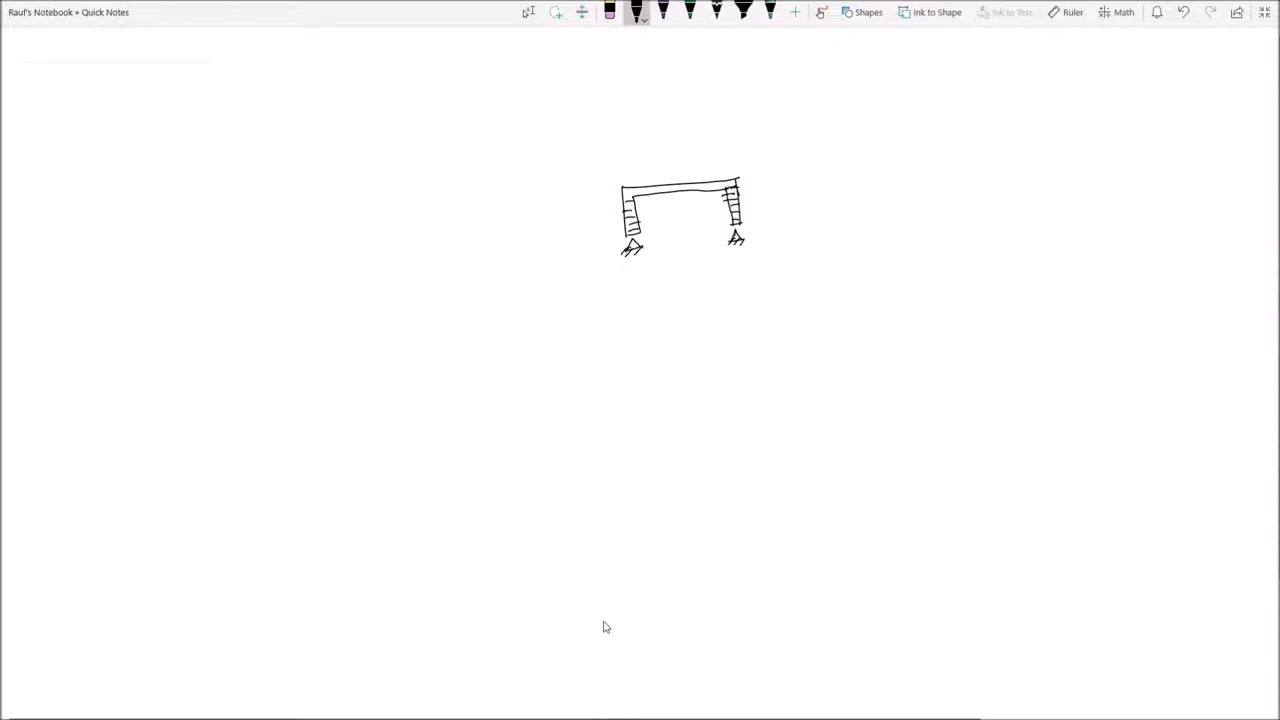 Rauf's Notebook » Quick Notes
Shapes
Ink to Shape
Ink to Text
Ruler
Math